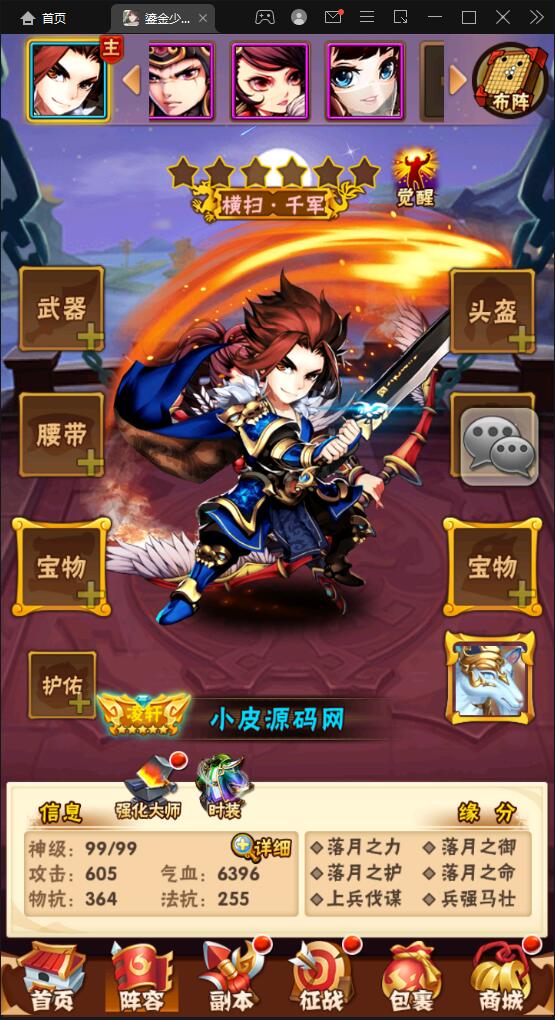 首页
鎏金少...
主
布阵
横扫·千军
觉醒
武器
头盔
腰带
宝物
宝物
护佑
凌轩
小皮源码网
强化大师
时装
信息
缘分
神级：99/99
详细
攻击：605 气血：6396
物抗：364 法抗：255
落月之力 落月之御
落月之护 落月之命
上兵伐谋 兵强马壮
首页 阵容 副本 征战 包裹 商城